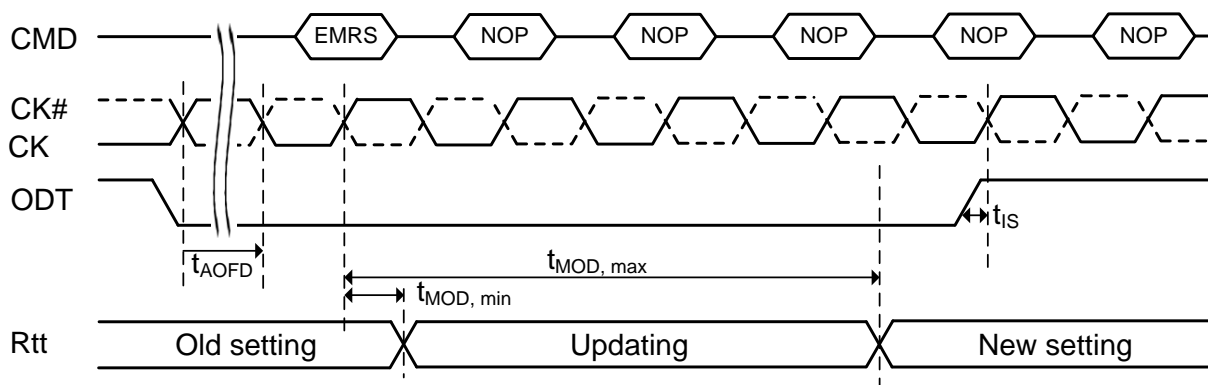 CMD EMRS NOP NOP NOP NOP NOP
CK#
CK
ODT
tIS
tAOFD
tMOD, max
tMOD, min
Rtt Old setting Updating New setting